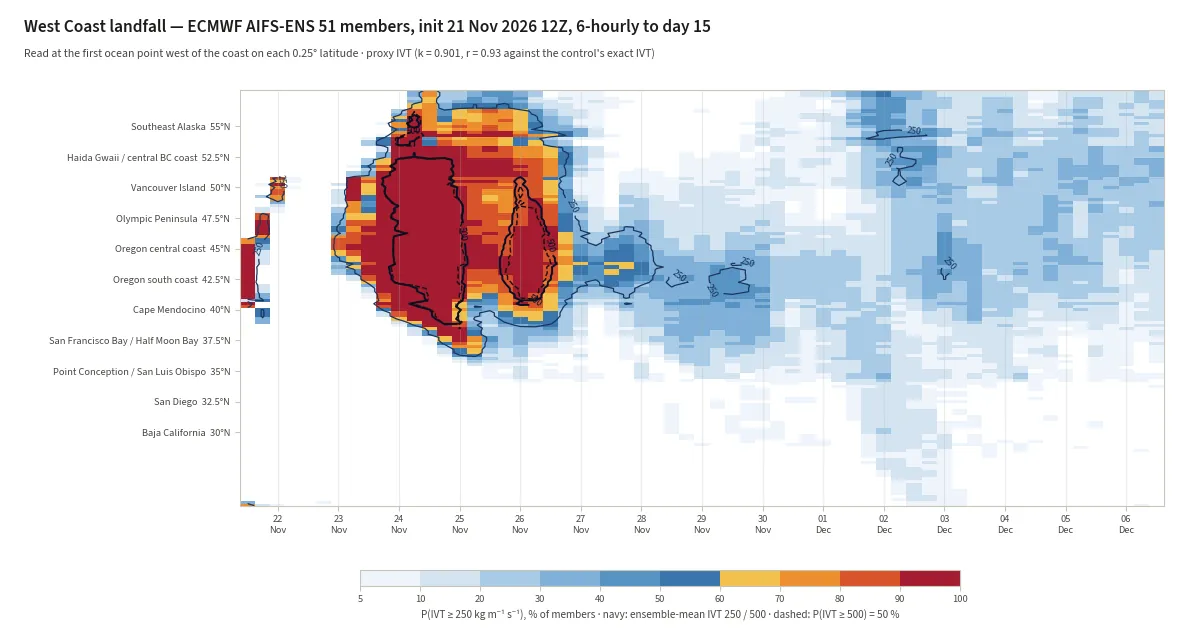 West Coast landfall — ECMWF AIFS-ENS 51 members, init 21 Nov 2026 12Z, 6-hourly to day 15
Read at the first ocean point west of the coast on each 0.25° latitude · proxy IVT (k = 0.901, r = 0.93 against the control's exact IVT)
Southeast Alaska 55°N
Haida Gwaii / central BC coast 52.5°N
Vancouver Island 50°N
Olympic Peninsula 47.5°N
Oregon central coast 45°N
Oregon south coast 42.5°N
Cape Mendocino 40°N
San Francisco Bay / Half Moon Bay 37.5°N
Point Conception / San Luis Obispo 35°N
San Diego 32.5°N
Baja California 30°N
250
250
250
250
250
250
250
22 23 24 25 26 27 28 29 30 01 02 03 04 05 06
Nov Nov Nov Nov Nov Nov Nov Nov Nov Dec Dec Dec Dec Dec Dec
5 10 20 30 40 50 60 70 80 90 100
P(IVT ≥ 250 kg m⁻¹ s⁻¹), % of members · navy: ensemble-mean IVT 250 / 500 · dashed: P(IVT ≥ 500) = 50 %